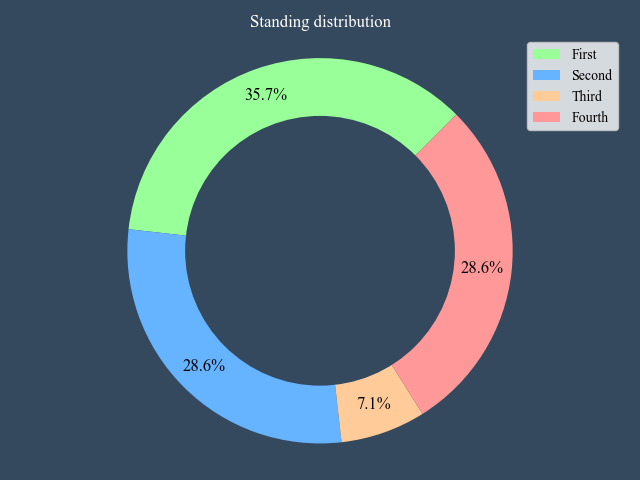 Standing distribution
First
Second
Third
Fourth
35.7%
28.6%
28.6%
7.1%